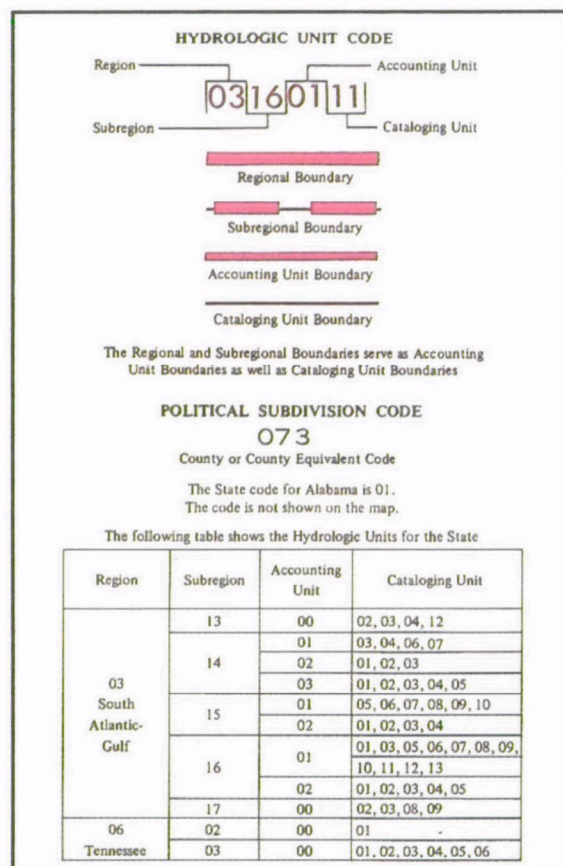 HYDROLOGIC UNIT CODE
Region Accounting Unit
03160111
Subregion Cataloging Unit
Regional Boundary
Subregional Boundary
Accounting Unit Boundary
Cataloging Unit Boundary
The Regional and Subregional Boundaries serve as Accounting
Unit Boundaries as well as Cataloging Unit Boundaries
POLITICAL SUBDIVISION CODE
073
County or County Equivalent Code
The State code for Alabama is 01.
The code is not shown on the map.
The following table shows the Hydrologic Units for the State
Region Subregion Accounting Unit Cataloging Unit
03 South Atlantic-Gulf 13 00 02, 03, 04, 12
14 01 03, 04, 06, 07
02 01, 02, 03
03 01, 02, 03, 04, 05
15 01 05, 06, 07, 08, 09, 10
02 01, 02, 03, 04
16 01 01, 03, 05, 06, 07, 08, 09,
10, 11, 12, 13
02 01, 02, 03, 04, 05
17 00 02, 03, 08, 09
06 Tennessee 02 00 01
03 00 01, 02, 03, 04, 05, 06